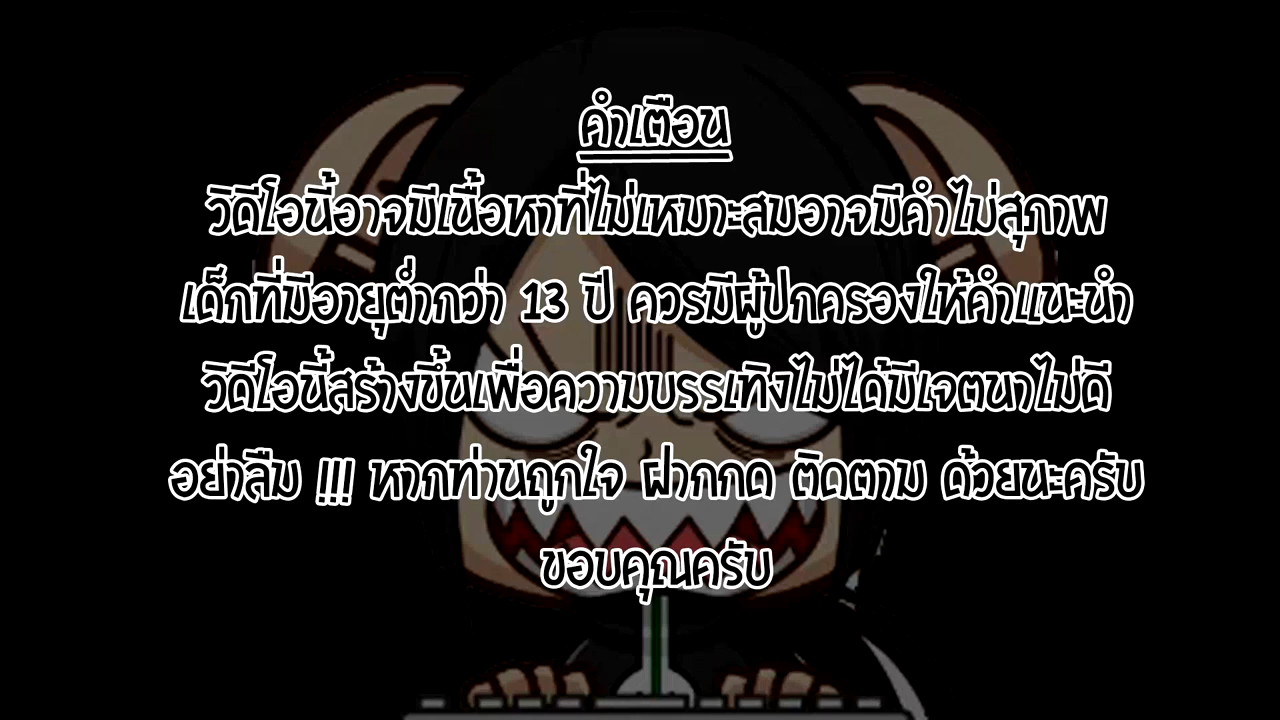 คำเตือน
วิดีโอนี้อาจมีเนื้อหาที่ไม่เหมาะสมอาจมีคำไม่สุภาพ
เด็กที่มีอายุต่ำกว่า 13 ปี ควรมีผู้ปกครองให้คำแนะนำ
วิดีโอนี้สร้างขึ้นเพื่อความบรรเทิงไม่ได้มีเจตนาไม่ดี
อย่าลืม !!! หากท่านถูกใจ ฝากกด ติดตาม ด้วยนะครับ
ขอบคุณครับ